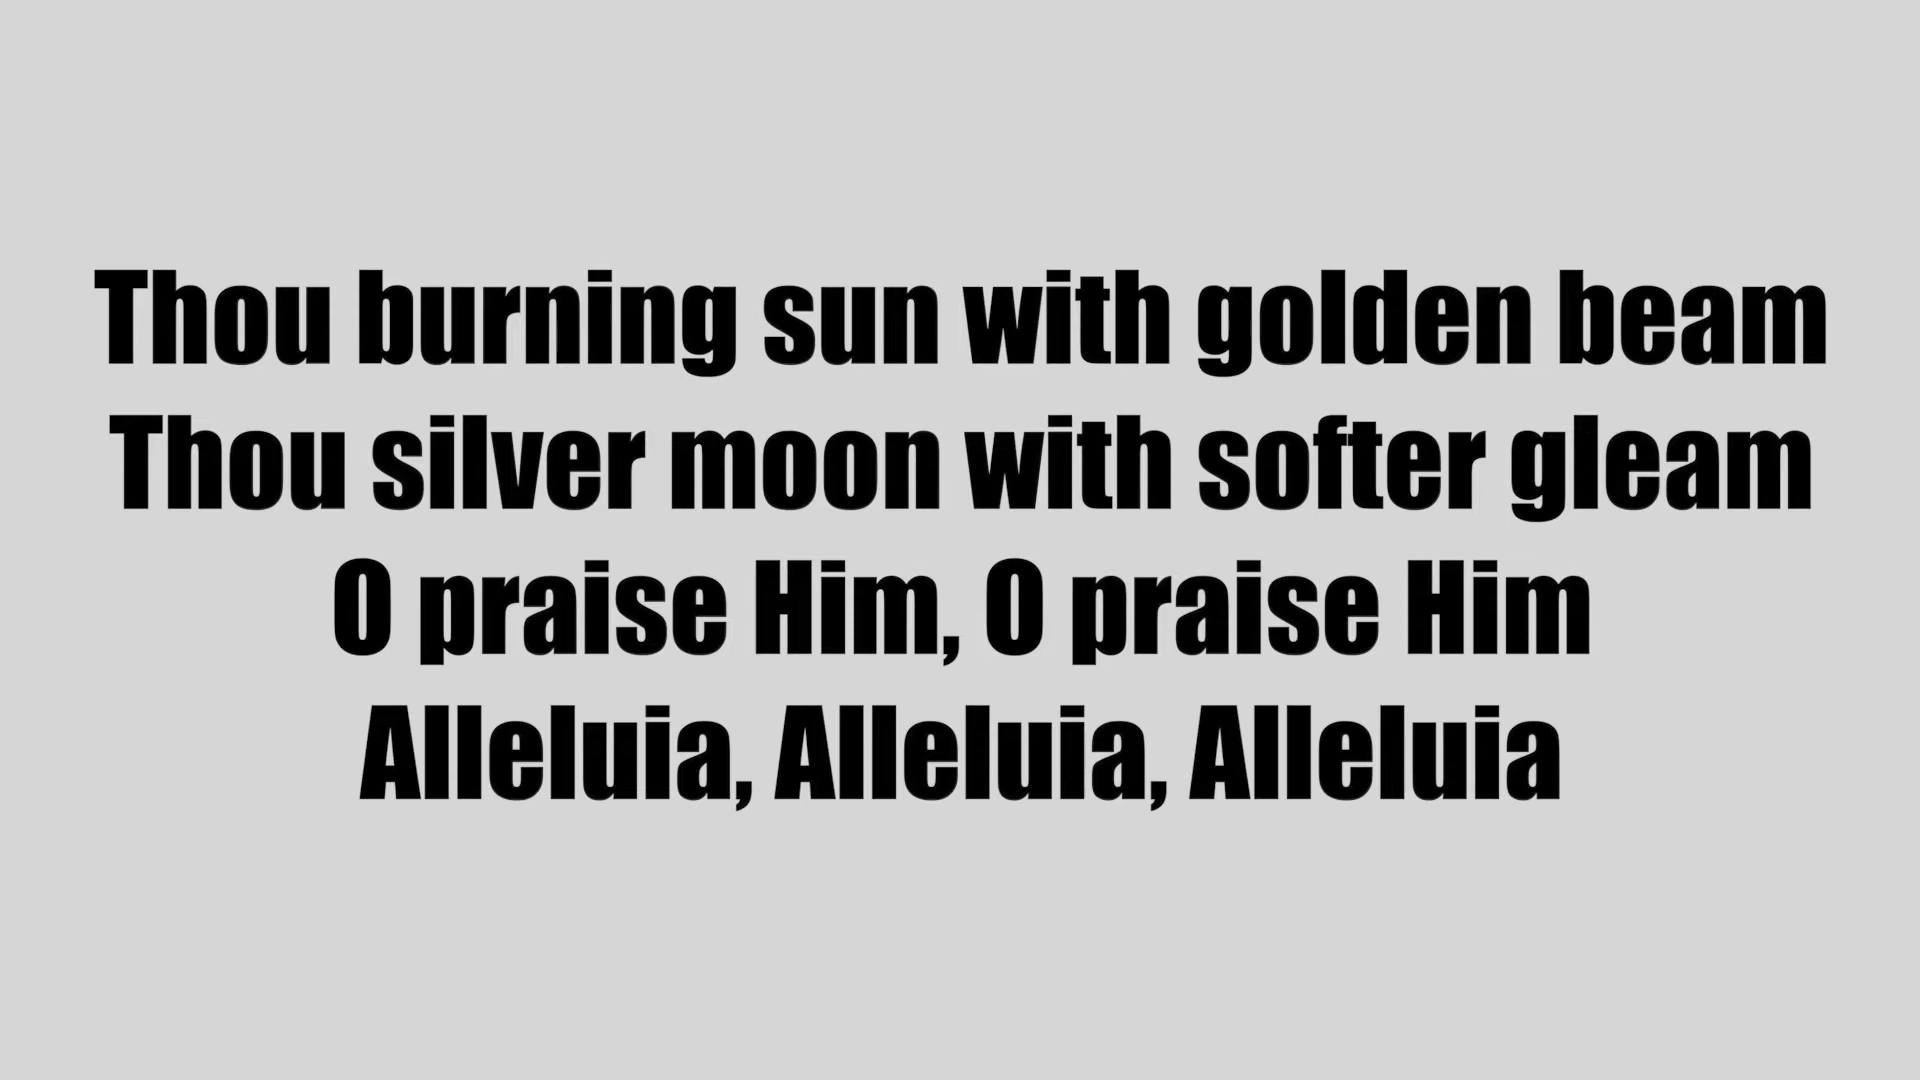 Thou burning sun with golden beam
Thou silver moon with softer gleam
O praise Him, O praise Him
Alleluia, Alleluia, Alleluia